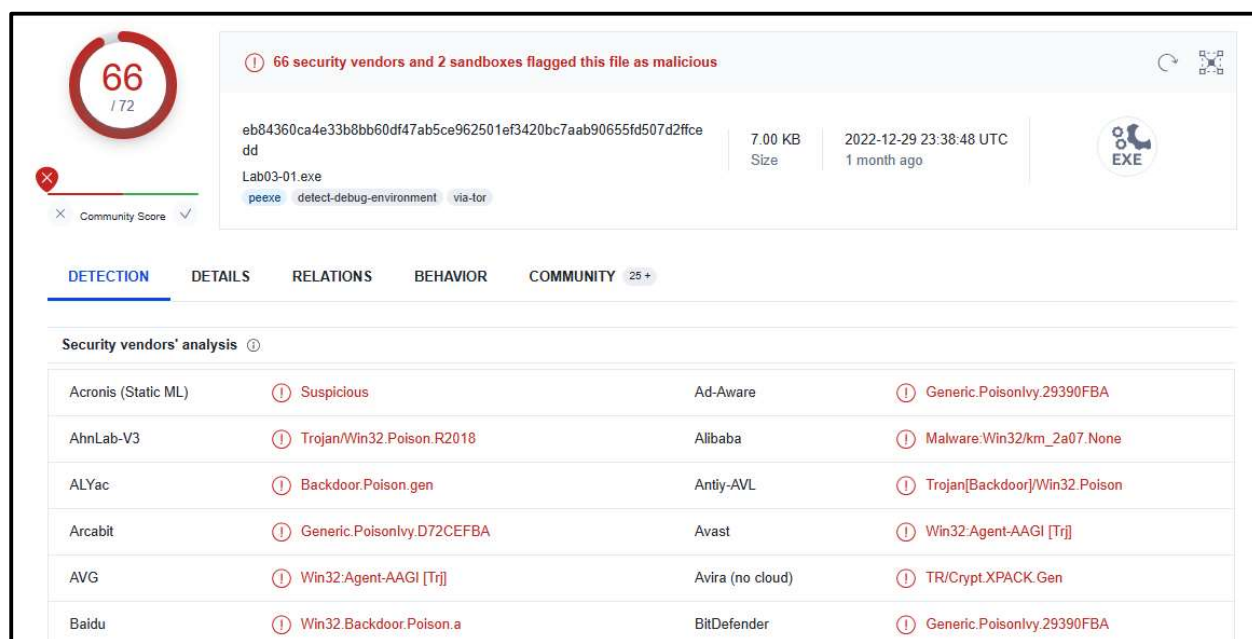 66
/ 72
Community Score
66 security vendors and 2 sandboxes flagged this file as malicious
eb84360ca4e33b8bb60df47ab5ce962501ef3420bc7aab90655fd507d2ffce
dd
Lab03-01.exe
peexe detect-debug-environment via-tor
7.00 KB
Size
2022-12-29 23:38:48 UTC
1 month ago
EXE
DETECTION DETAILS RELATIONS BEHAVIOR COMMUNITY 25 +
Security vendors' analysis
Acronis (Static ML) Suspicious Ad-Aware Generic.PoisonIvy.29390FBA
AhnLab-V3 Trojan/Win32.Poison.R2018 Alibaba Malware:Win32/km_2a07.None
ALYac Backdoor.Poison.gen Antiy-AVL Trojan[Backdoor]/Win32.Poison
Arcabit Generic.PoisonIvy.D72CEFBA Avast Win32:Agent-AAGI [Trj]
AVG Win32:Agent-AAGI [Trj] Avira (no cloud) TR/Crypt.XPACK.Gen
Baidu Win32.Backdoor.Poison.a BitDefender Generic.PoisonIvy.29390FBA